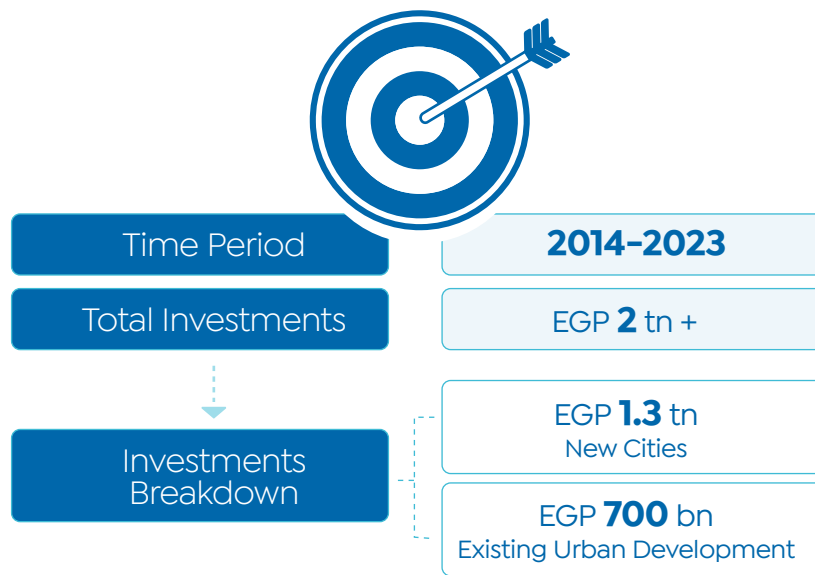 Time Period
2014-2023
Total Investments
EGP 2 tn +
Investments
Breakdown
EGP 1.3 tn
New Cities
EGP 700 bn
Existing Urban Development